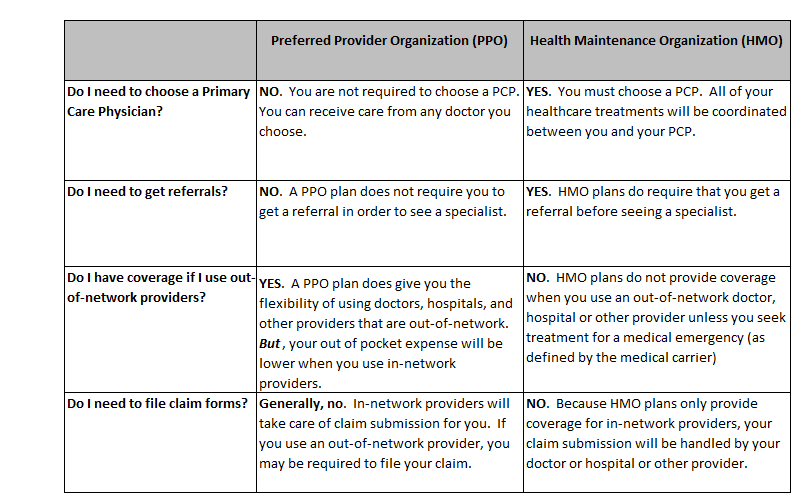 Preferred Provider Organization (PPO)
Health Maintenance Organization (HMO)
Do I need to choose a Primary
Care Physician?
NO.  You are not required to choose a PCP.
You can receive care from any doctor you
choose.
YES.  You must choose a PCP.  All of your
healthcare treatments will be coordinated
between you and your PCP.
Do I need to get referrals?
NO.  A PPO plan does not require you to
get a referral in order to see a specialist.
YES.  HMO plans do require that you get a
referral before seeing a specialist.
Do I have coverage if I use out-
of-network providers?
YES.  A PPO plan does give you the
flexibility of using doctors, hospitals, and
other providers that are out-of-network.
But, your out of pocket expense will be
lower when you use in-network
providers.
NO.  HMO plans do not provide coverage
when you use an out-of-network doctor,
hospital or other provider unless you seek
treatment for a medical emergency (as
defined by the medical carrier)
Do I need to file claim forms?
Generally, no.  In-network providers will
take care of claim submission for you.  If
you use an out-of-network provider, you
may be required to file your claim.
NO.  Because HMO plans only provide
coverage for in-network providers, your
claim submission will be handled by your
doctor or hospital or other provider.